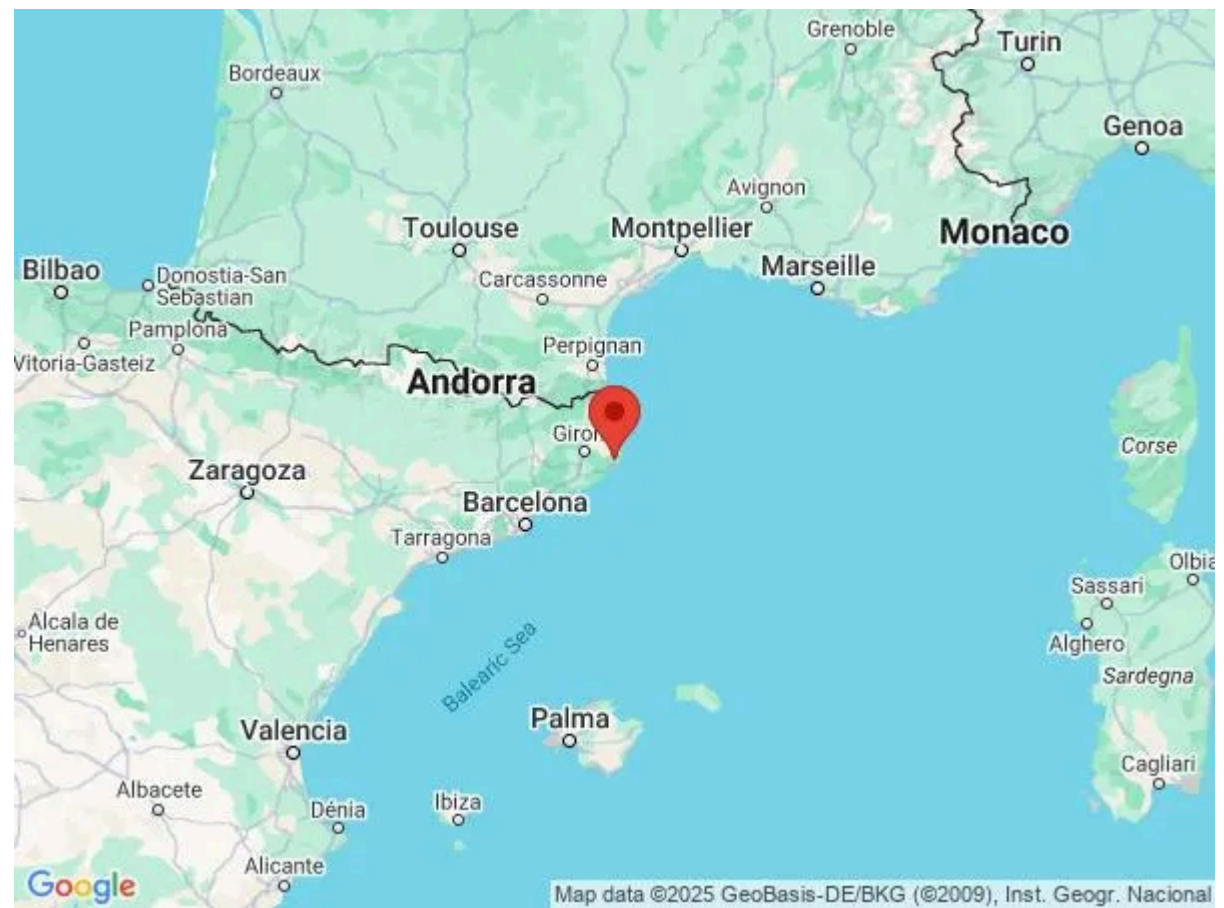 Grenoble
Turin
Bordeaux
Genoa
Avignon
Toulouse
Montpellier
Monaco
Bilbao
Donostia-San
Sebastian
Carcassonne
Marseille
Pamplona
Vitoria-Gasteiz
Perpignan
Andorra
Corse
Zaragoza
Barcelona
Tarragona
Olbia
Sassari
Alcala de
Henares
Alghero
Balearic Sea
Sardegna
Palma
Valencia
Cagliari
Albacete
Ibiza
Dénia
Alicante
Google
Map data ©2025 GeoBasis-DE/BKG (©2009), Inst. Geogr. Nacional